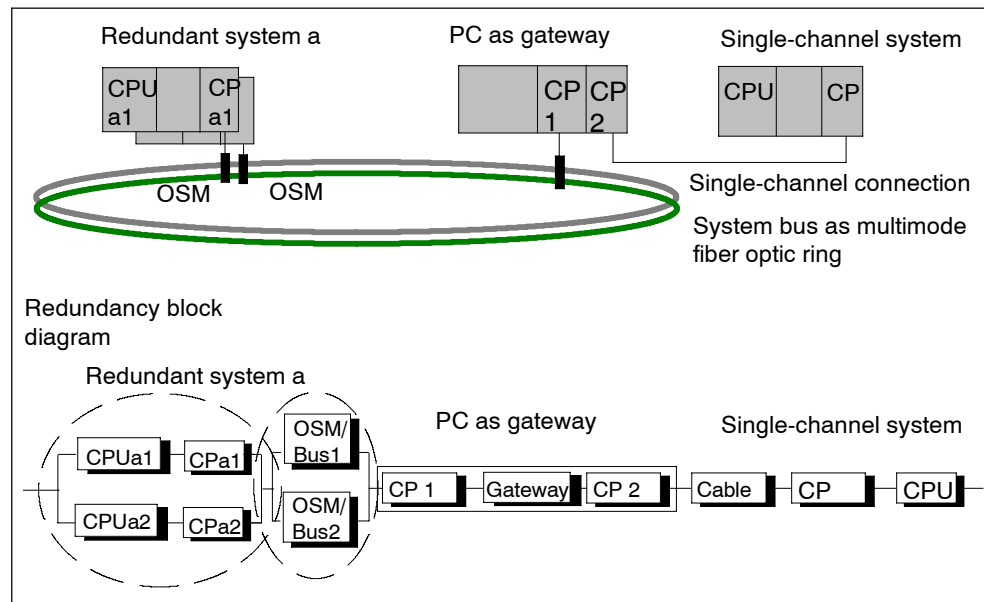 Redundant system a
PC as gateway
Single-channel system
CPU
a1
CP
a1
CP
1
CP
2
CPU
CP
OSM
OSM
Single-channel connection
System bus as multimode
fiber optic ring
Redundancy block
diagram
Redundant system a
PC as gateway
Single-channel system
OSM/
Bus1
CPUa1
CPa1
CP 1
Gateway
CP 2
Cable
CP
CPU
OSM/
Bus2
CPUa2
CPa2